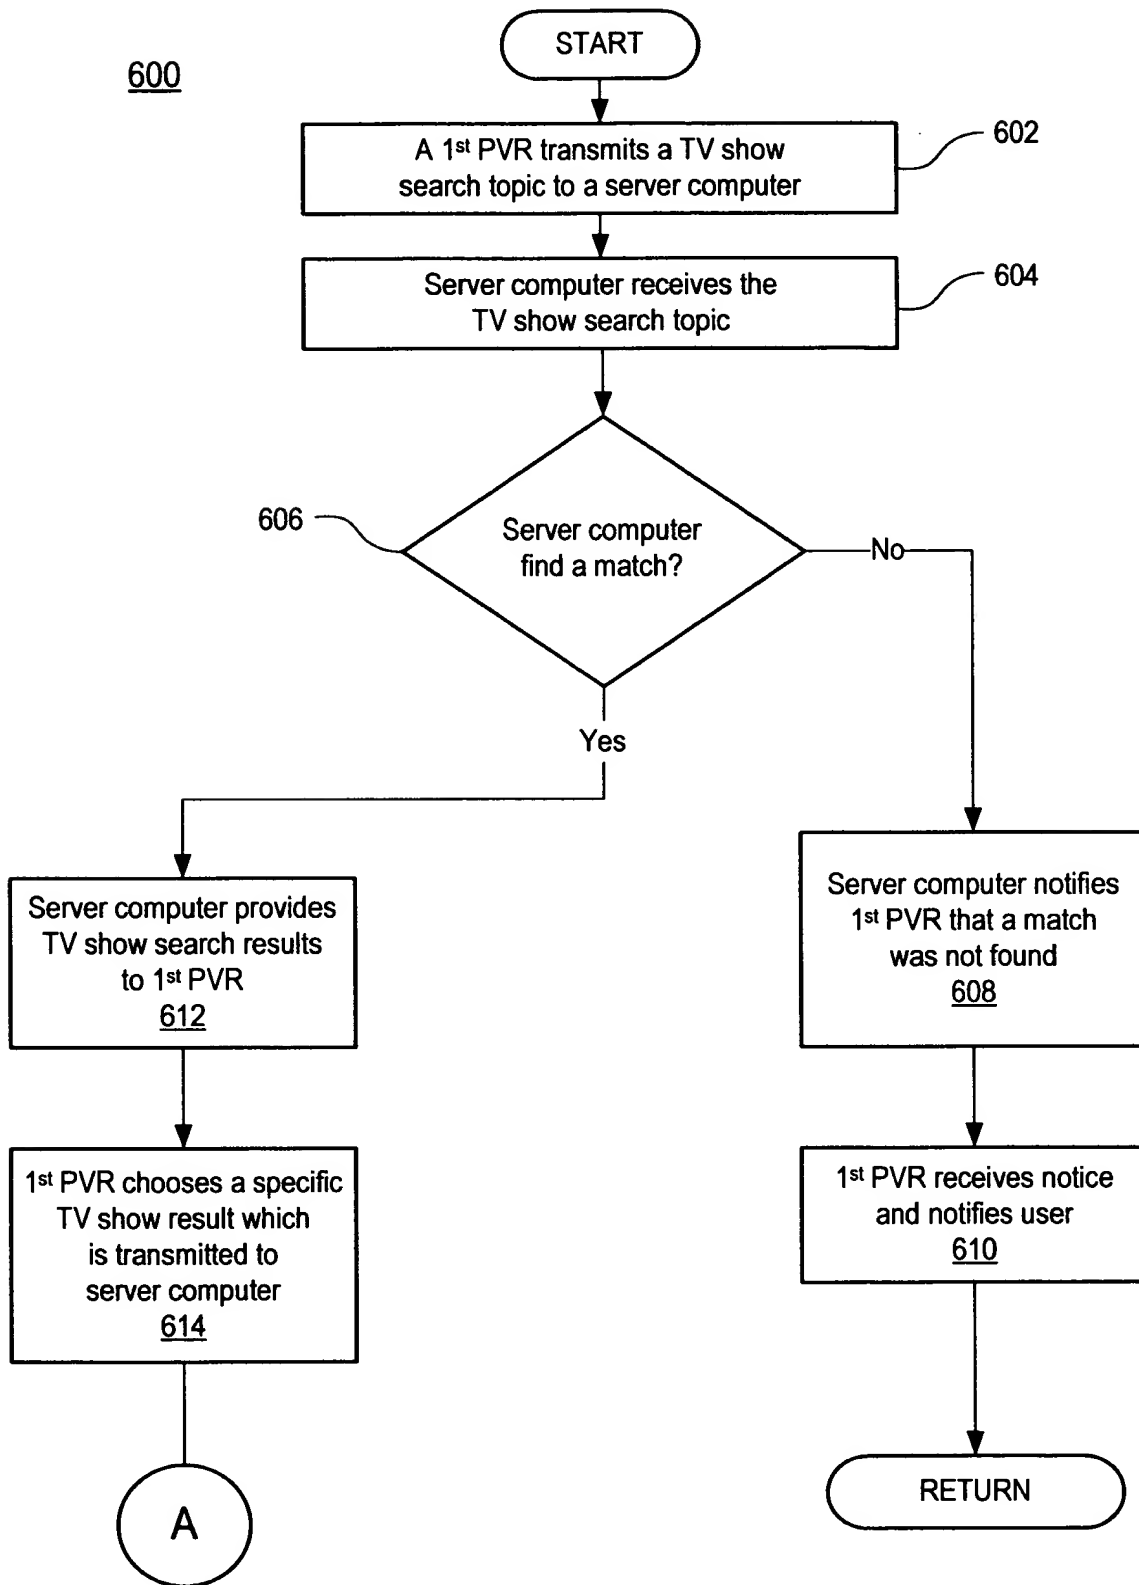 START
600
A 1st PVR transmits a TV show
search topic to a server computer
602
Server computer receives the
TV show search topic
604
606
Server computer
find a match?
No
Yes
Server computer provides
TV show search results
to 1st PVR
612
Server computer notifies
1st PVR that a match
was not found
608
1st PVR chooses a specific
TV show result which
is transmitted to
server computer
614
1st PVR receives notice
and notifies user
610
A
RETURN